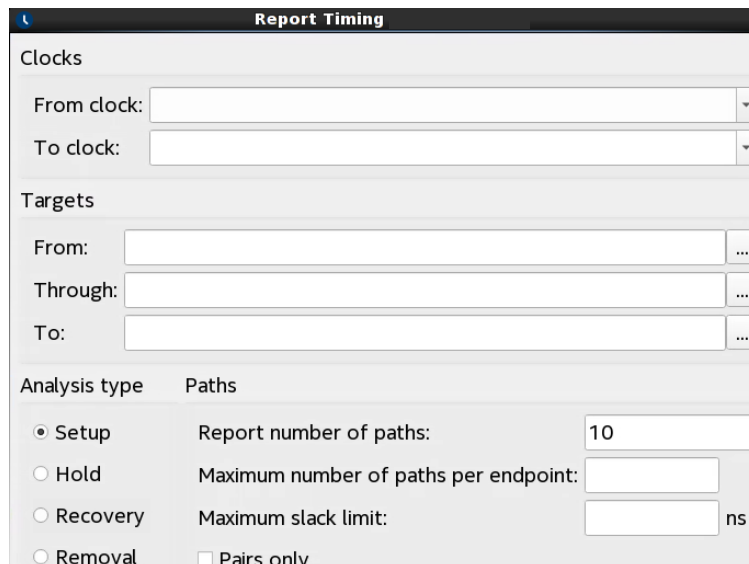 Report Timing
Clocks
From clock:
To clock:
Targets
From:
...
Through:
...
To:
...
Analysis type Paths
Setup Report number of paths: 10
Hold Maximum number of paths per endpoint:
Recovery Maximum slack limit: ns
Removal Pairs only